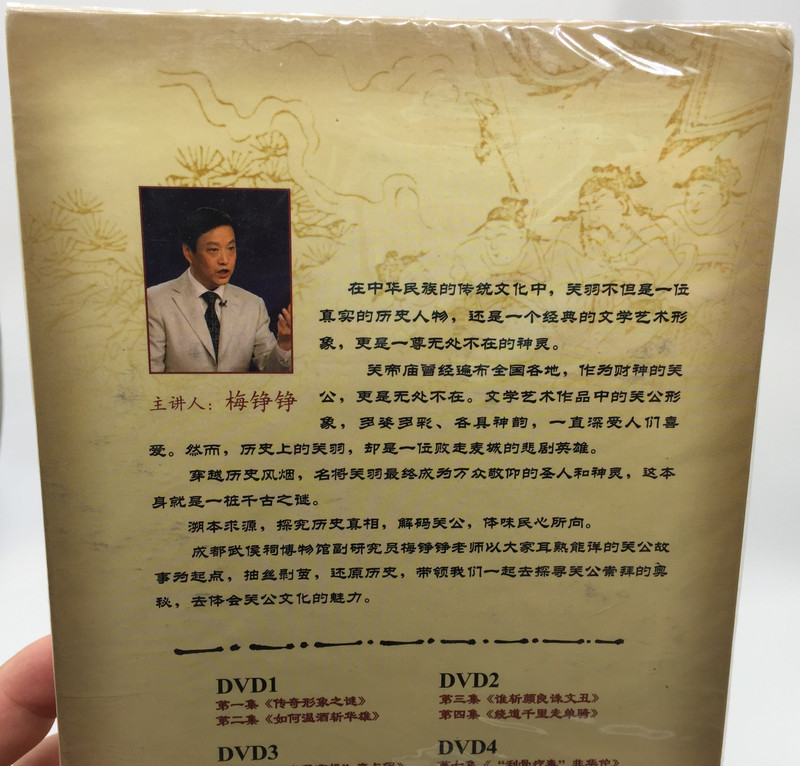 在中华民族的传统文化中，关羽不但是一位
真实的历史人物，还是一个经典的文学艺术形
象，更是一尊无处不在的神灵。
关帝庙曾经遍布全国各地，作为财神的关
公，更是无处不在。文学艺术作品中的关公形
主讲人：梅铮铮
象，多姿多彩、各具神韵，一直深受人们喜
爱。然而，历史上的关羽，却是一位败走麦城的悲剧英雄。
穿越历史风烟，名将关羽最终成为万众敬仰的圣人和神灵，这本
身就是一桩千古之谜。
溯本求源，探究历史真相，解码关公，体味民心所向。
成都武侯祠博物馆副研究员梅铮铮老师以大家耳熟能详的关公故
事为起点，抽丝剥茧，还原历史，带领我们一起去探寻关公崇拜的奥
秘，去体会关公文化的魅力。
DVD1
第一集《传奇形象之谜》
第二集《如何温酒斩华雄》
DVD2
第三集《谁斩颜良诛文丑》
第四集《绕道千里走单骑》
DVD3
DVD4
第七集《“刮骨疗毒”非华佗》